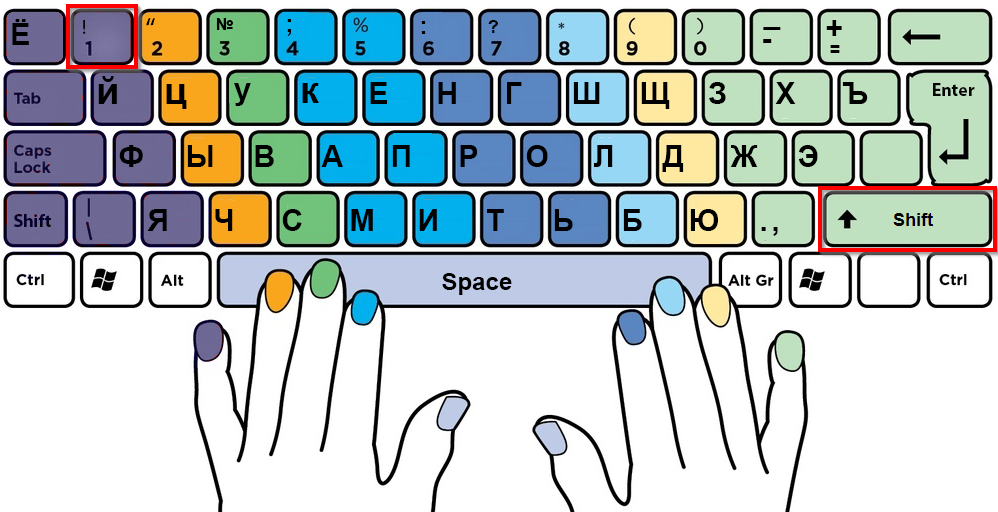 Ё ! 1 “ 2 № 3 ; 4 % 5 : 6 ? 7 * 8 ( 9 ) 0 — - + =
Tab Й Ц У К Е Н Г Ш Щ З Х Ъ Enter
Caps Lock Ф Ы В А П Р О Л Д Ж Э
Shift | \ Я Ч С М И Т Ь Б Ю . , Shift
Ctrl Alt Space Alt Gr Ctrl